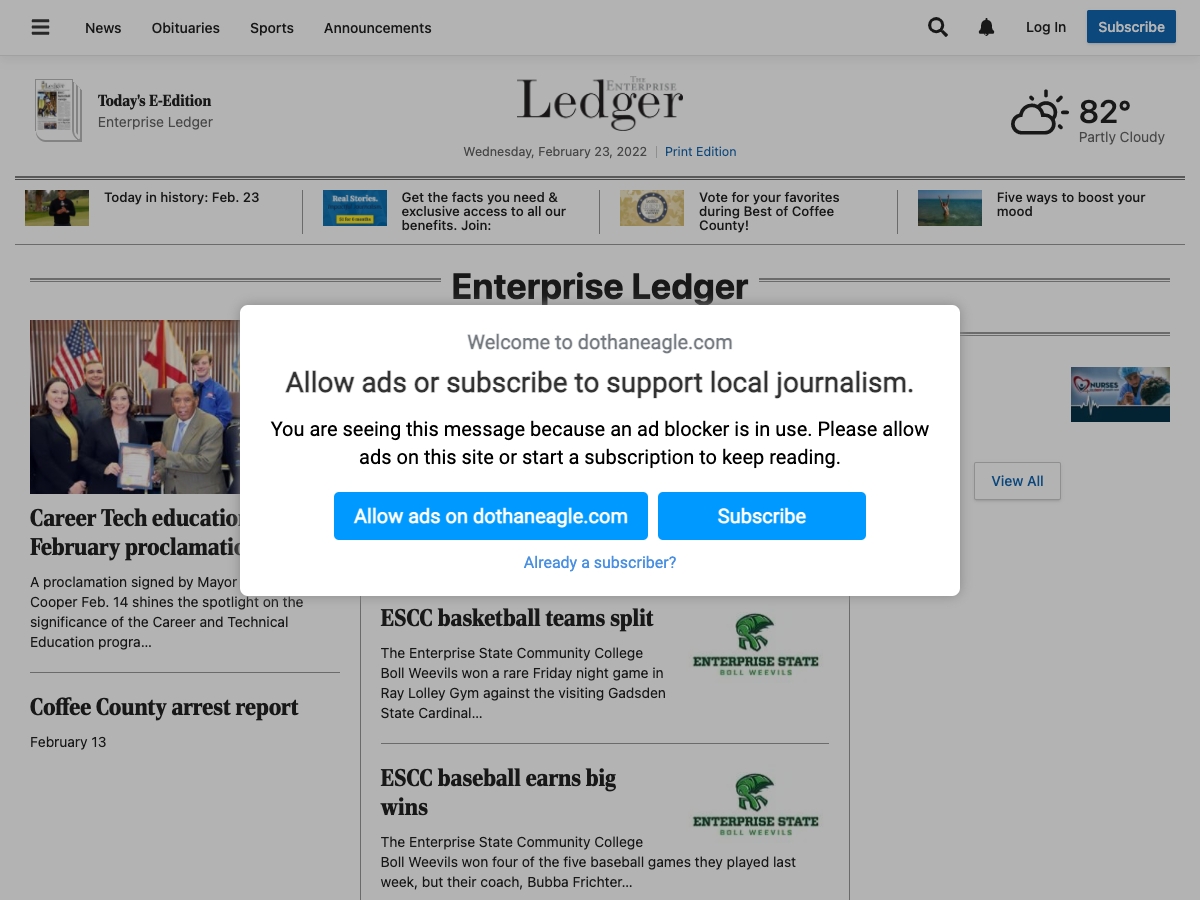 News
Obituaries
Sports
Announcements
Log In
Subscribe
Today's E-Edition
Enterprise Ledger
THE
ENTERPRISE
Ledger
Wednesday, February 23, 2022
Print Edition
82°
Partly Cloudy
Today in history: Feb. 23
Real Stories.
Get the facts you need &
exclusive access to all our
benefits. Join:
Vote for your favorites
during Best of Coffee
County!
Five ways to boost your
mood
Enterprise Ledger
Welcome to dothaneagle.com
Allow ads or subscribe to support local journalism.
You are seeing this message because an ad blocker is in use. Please allow
ads on this site or start a subscription to keep reading.
Allow ads on dothaneagle.com
Subscribe
Already a subscriber?
NURSES
View All
Career Tech educatio
February proclamatio
A proclamation signed by Mayor
Cooper Feb. 14 shines the spotlight on the
significance of the Career and Technical
Education progra...
Coffee County arrest report
February 13
ESCC basketball teams split
The Enterprise State Community College
Boll Weevils won a rare Friday night game in
Ray Lolley Gym against the visiting Gadsden
State Cardinal...
ENTERPRISE STATE
BOLL WEEVILS
ESCC baseball earns big
wins
The Enterprise State Community College
Boll Weevils won four of the five baseball games they played last
week, but their coach, Bubba Frichter...
ENTERPRISE STATE
BOLL WEEVILS